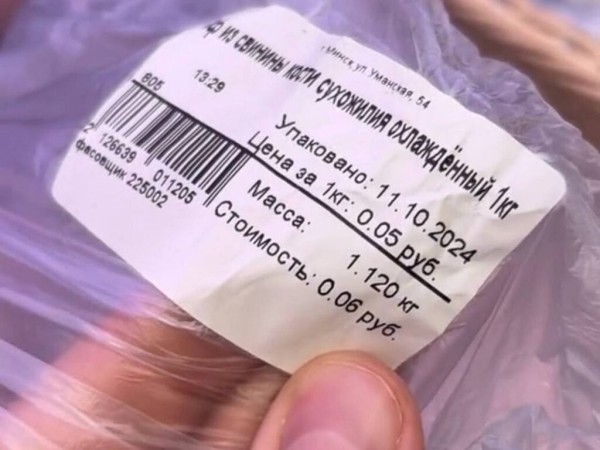 г.Минск, ул. Уманская, 54
из свинины кости сухожилия охлаждённый 1кг
805 13:29
Упаковано: 11.10.2024
Цена за 1кг: 0.05 руб.
Масса: 1.120 кг
Стоимость: 0.06 руб.
2 126639 011205
фасовщик 225002